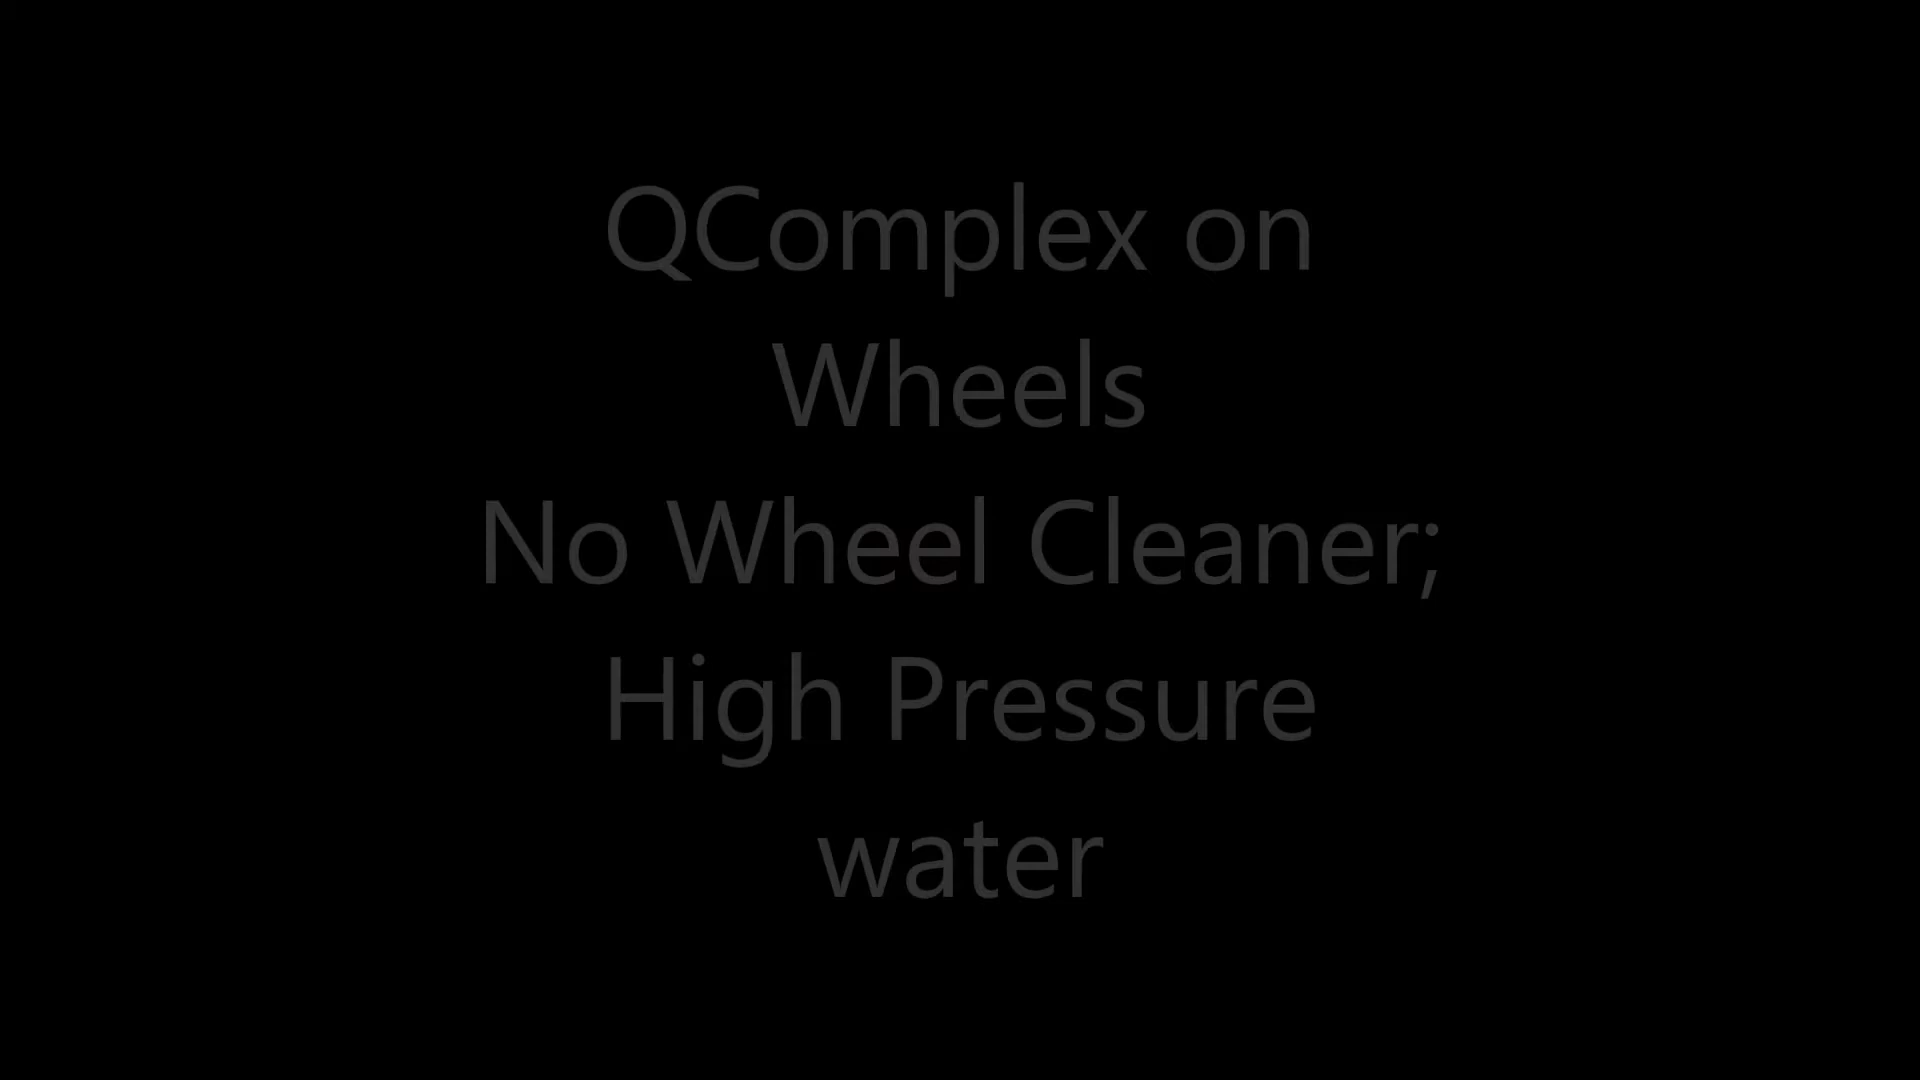 QComplex on
Wheels
No Wheel Cleaner;
High Pressure
water